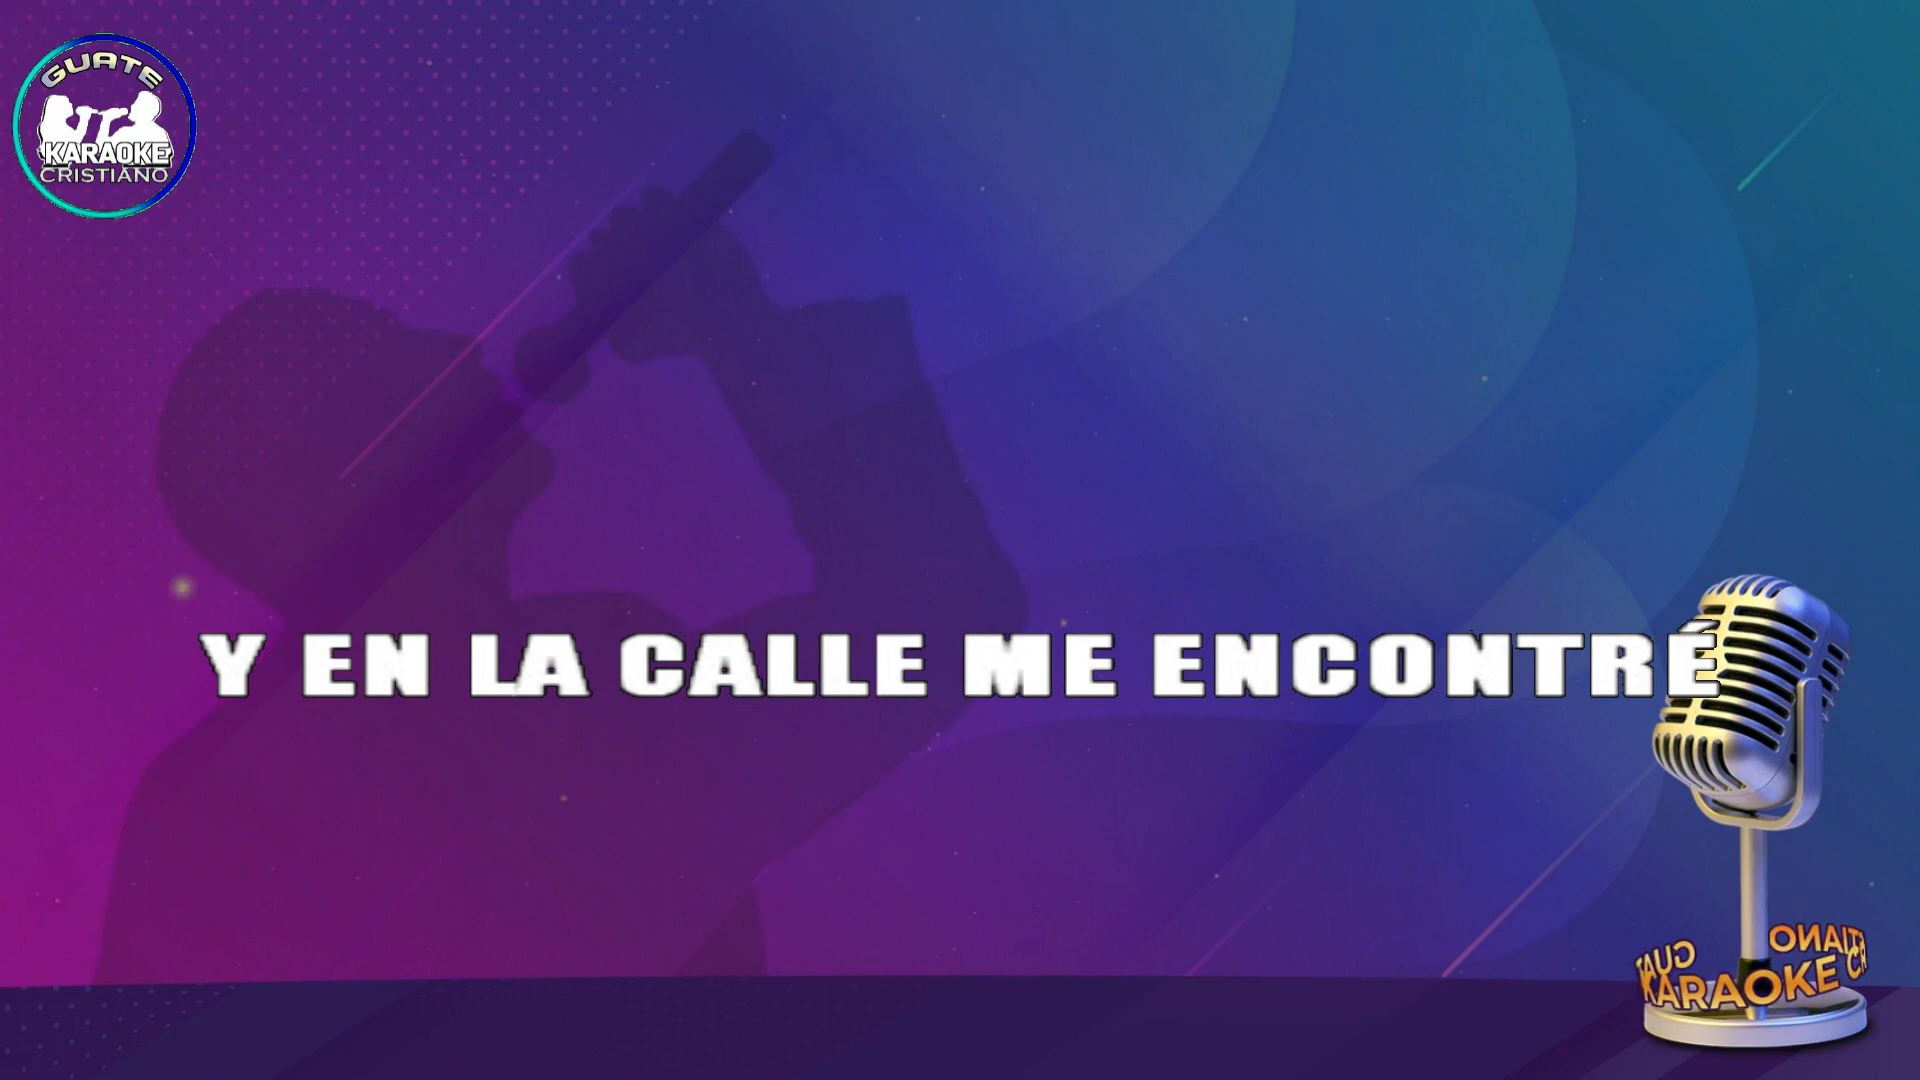 GUATE
KARAOKE
CRISTIANO
Y EN LA CALLE ME ENCONTRÉ
KARAOKE